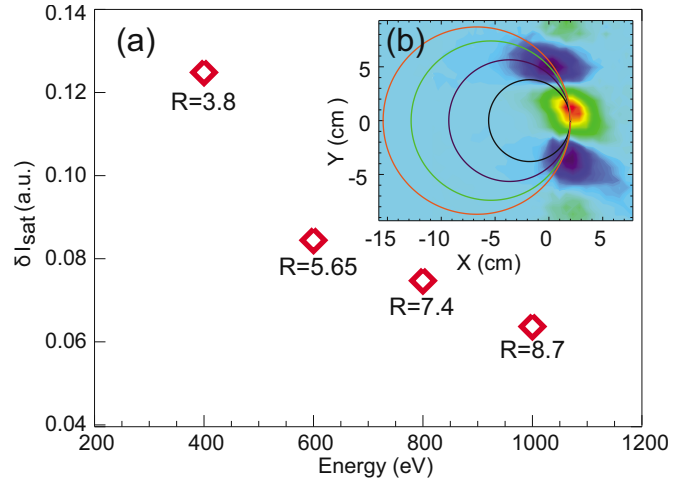 0.14
0.12
0.10
0.08
0.06
0.04
δ I sat (a.u.)
(a)
R=3.8
R=5.65
R=7.4
R=8.7
200 400 600 800 1000 1200
Energy (eV)
(b)
5
0
-5
Y (cm)
-15 -10 -5 0 5
X (cm)